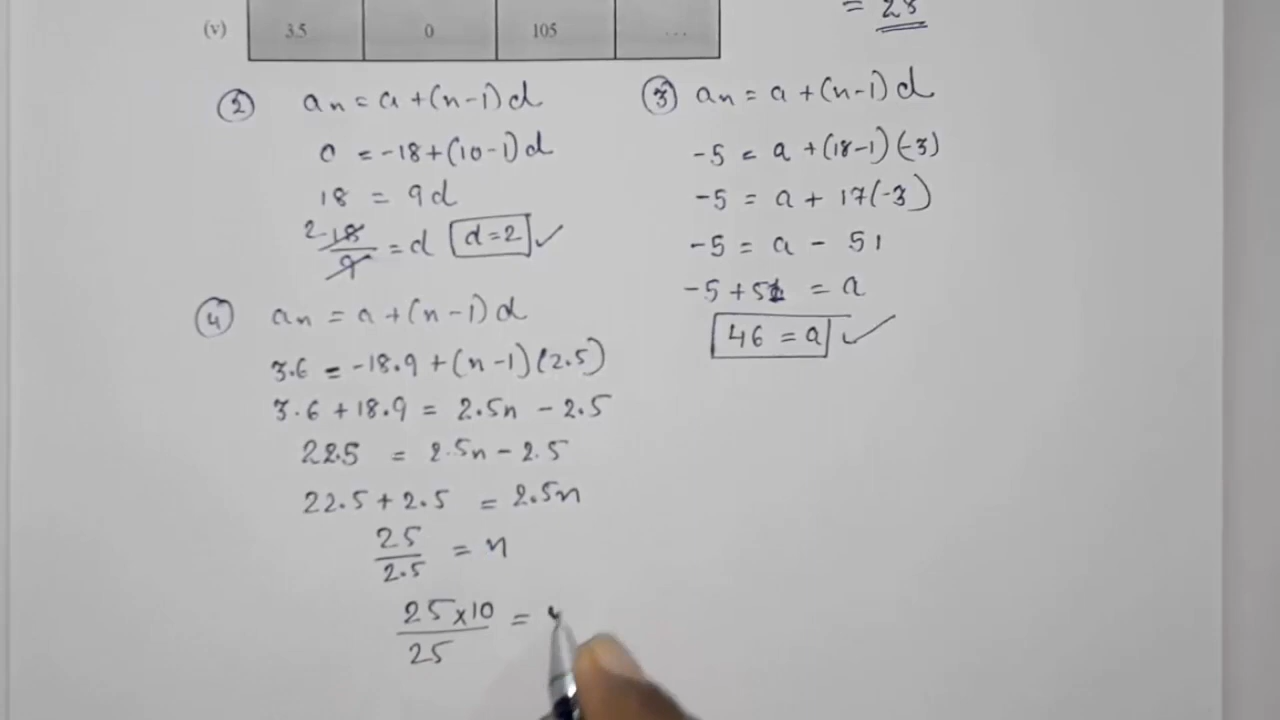 = 28
(v) 3.5 0 105 ...
② an = a + (n-1)d
0 = -18 + (10-1)d
18 = 9d
2 18/9 = d d=2 ✓
③ an = a + (n-1)d
-5 = a + (18-1)(-3)
-5 = a + 17(-3)
-5 = a - 51
-5 + 51 = a
46 = a ✓
④ an = a + (n-1)d
3.6 = -18.9 + (n-1)(2.5)
3.6 + 18.9 = 2.5n - 2.5
22.5 = 2.5n - 2.5
22.5 + 2.5 = 2.5n
25/2.5 = n
25×10/25 =